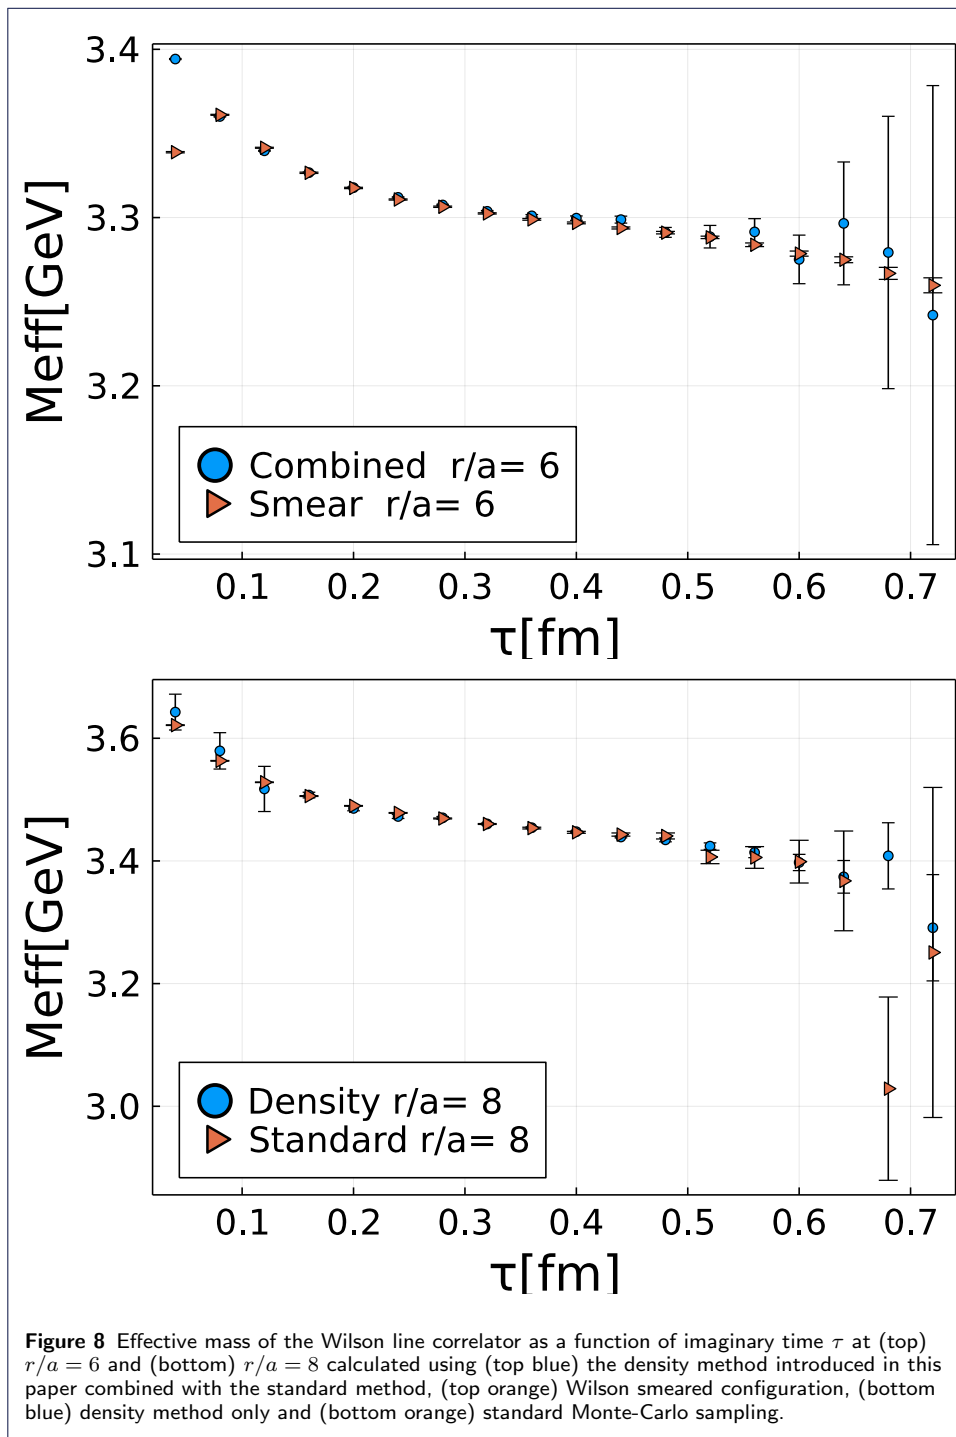 3.4
3.3
3.2
3.1
Meff[GeV]
Combined r/a= 6
Smear r/a= 6
0.1 0.2 0.3 0.4 0.5 0.6 0.7
τ[fm]
3.6
3.4
3.2
3.0
Meff[GeV]
Density r/a= 8
Standard r/a= 8
0.1 0.2 0.3 0.4 0.5 0.6 0.7
τ[fm]
Figure 8 Effective mass of the Wilson line correlator as a function of imaginary time τ at (top)
r/a = 6 and (bottom) r/a = 8 calculated using (top blue) the density method introduced in this
paper combined with the standard method, (top orange) Wilson smeared configuration, (bottom
blue) density method only and (bottom orange) standard Monte-Carlo sampling.